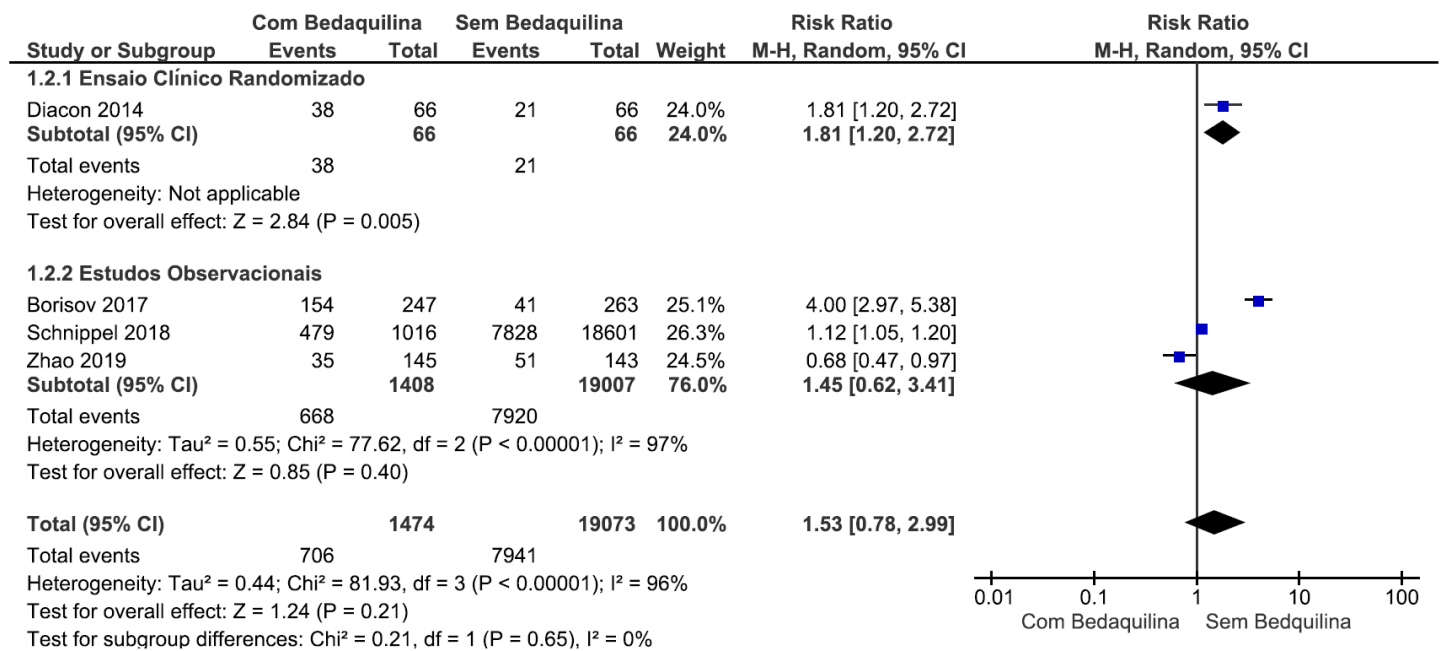 Com Bedaquilina Sem Bedaquilina Risk Ratio Risk Ratio
Study or Subgroup Events Total Events Total Weight M-H, Random, 95% CI M-H, Random, 95% CI
1.2.1 Ensaio Clínico Randomizado
Diacon 2014 38 66 21 66 24.0% 1.81 [1.20, 2.72]
Subtotal (95% CI) 66 66 24.0% 1.81 [1.20, 2.72]
Total events 38 21
Heterogeneity: Not applicable
Test for overall effect: Z = 2.84 (P = 0.005)
1.2.2 Estudos Observacionais
Borisov 2017 154 247 41 263 25.1% 4.00 [2.97, 5.38]
Schnippel 2018 479 1016 7828 18601 26.3% 1.12 [1.05, 1.20]
Zhao 2019 35 145 51 143 24.5% 0.68 [0.47, 0.97]
Subtotal (95% CI) 1408 19007 76.0% 1.45 [0.62, 3.41]
Total events 668 7920
Heterogeneity: Tau² = 0.55; Chi² = 77.62, df = 2 (P < 0.00001); I² = 97%
Test for overall effect: Z = 0.85 (P = 0.40)
Total (95% CI) 1474 19073 100.0% 1.53 [0.78, 2.99]
Total events 706 7941
Heterogeneity: Tau² = 0.44; Chi² = 81.93, df = 3 (P < 0.00001); I² = 96%
Test for overall effect: Z = 1.24 (P = 0.21)
Test for subgroup differences: Chi² = 0.21, df = 1 (P = 0.65), I² = 0%
0.01 0.1 1 10 100
Com Bedaquilina Sem Bedquilina